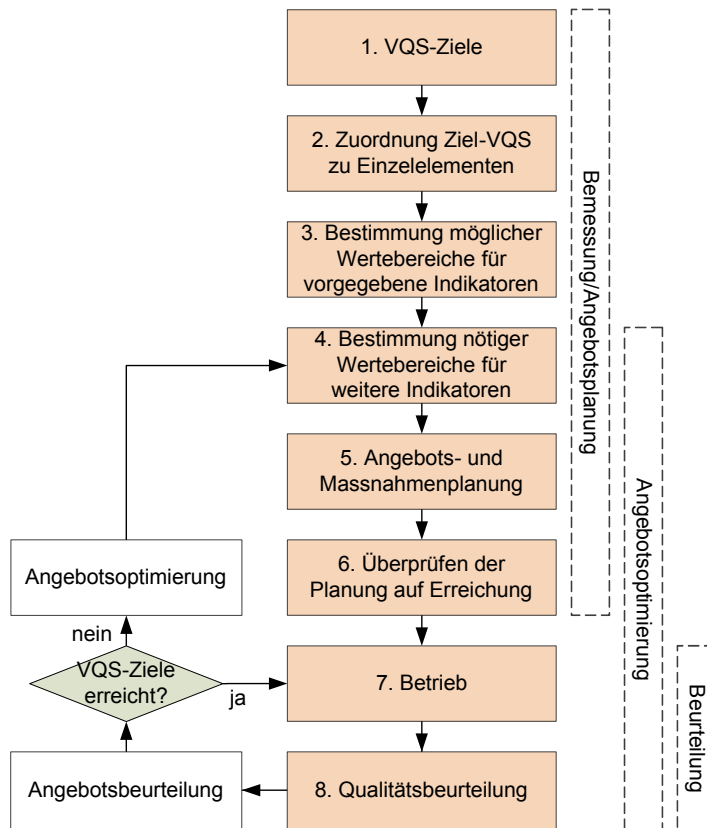 1. VQS-Ziele
2. Zuordnung Ziel-VQS
zu Einzelelementen
3. Bestimmung möglicher
Wertebereiche für
vorgegebene Indikatoren
4. Bestimmung nötiger
Wertebereiche für
weitere Indikatoren
5. Angebots- und
Massnahmenplanung
6. Überprüfen der
Planung auf Erreichung
7. Betrieb
8. Qualitätsbeurteilung
Angebotsoptimierung
nein
VQS-Ziele
erreicht?
ja
Angebotsbeurteilung
Bemessung/Angebotsplanung
Angebotsoptimierung
Beurteilung